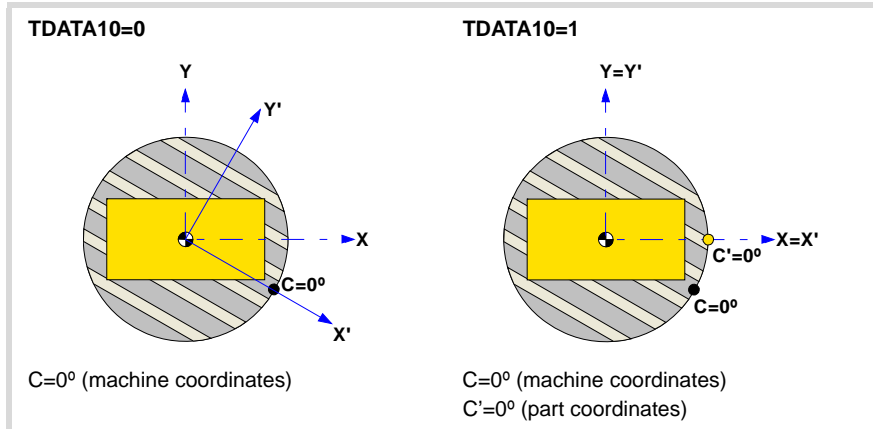 TDATA10=0
Y
Y'
X
C=0º
X'
C=0º (machine coordinates)
TDATA10=1
Y=Y'
X=X'
C'=0º
C=0º
C=0º (machine coordinates)
C’=0º (part coordinates)